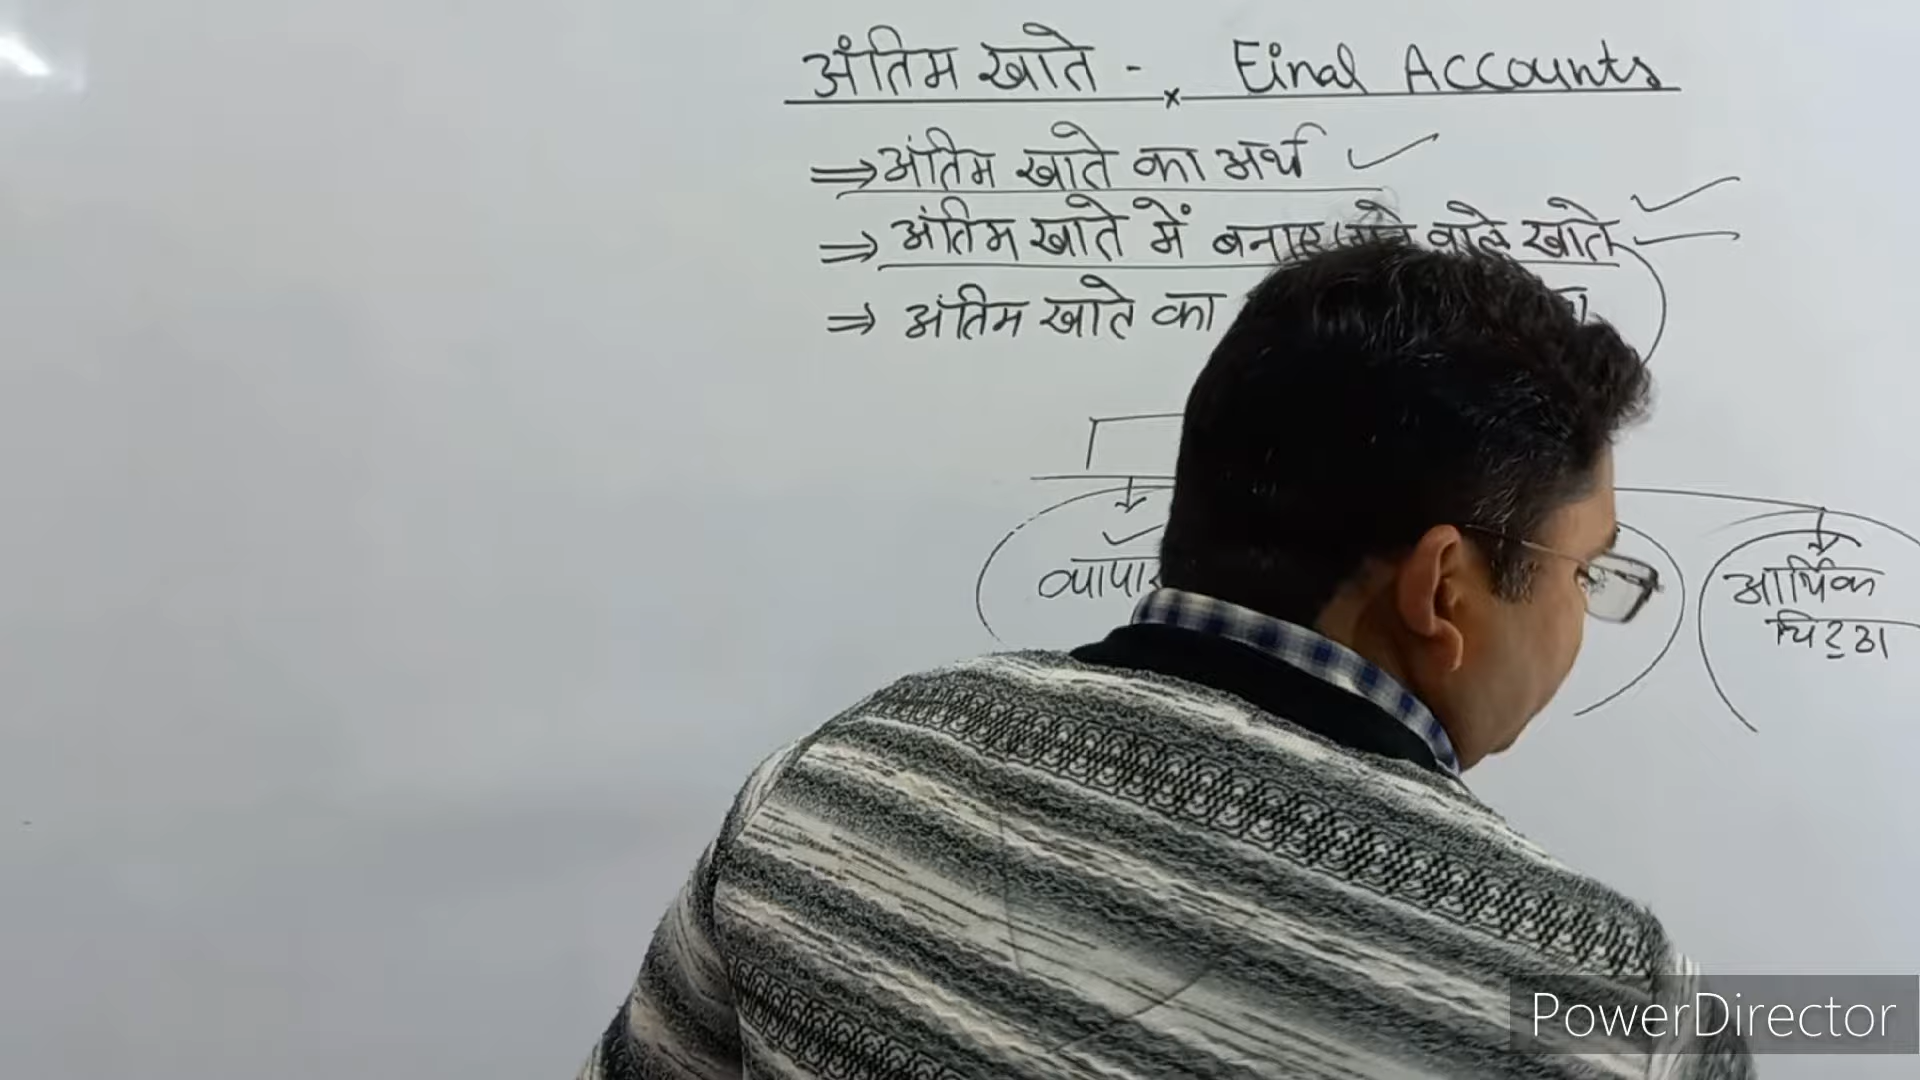 अंतिम खाते - Final Accounts
⇒ अंतिम खाते का अर्थ ✓
⇒ अंतिम खाते में बनाए वाले खाते
⇒ अंतिम खाते का
आर्थिक
चिट्ठा
PowerDirector